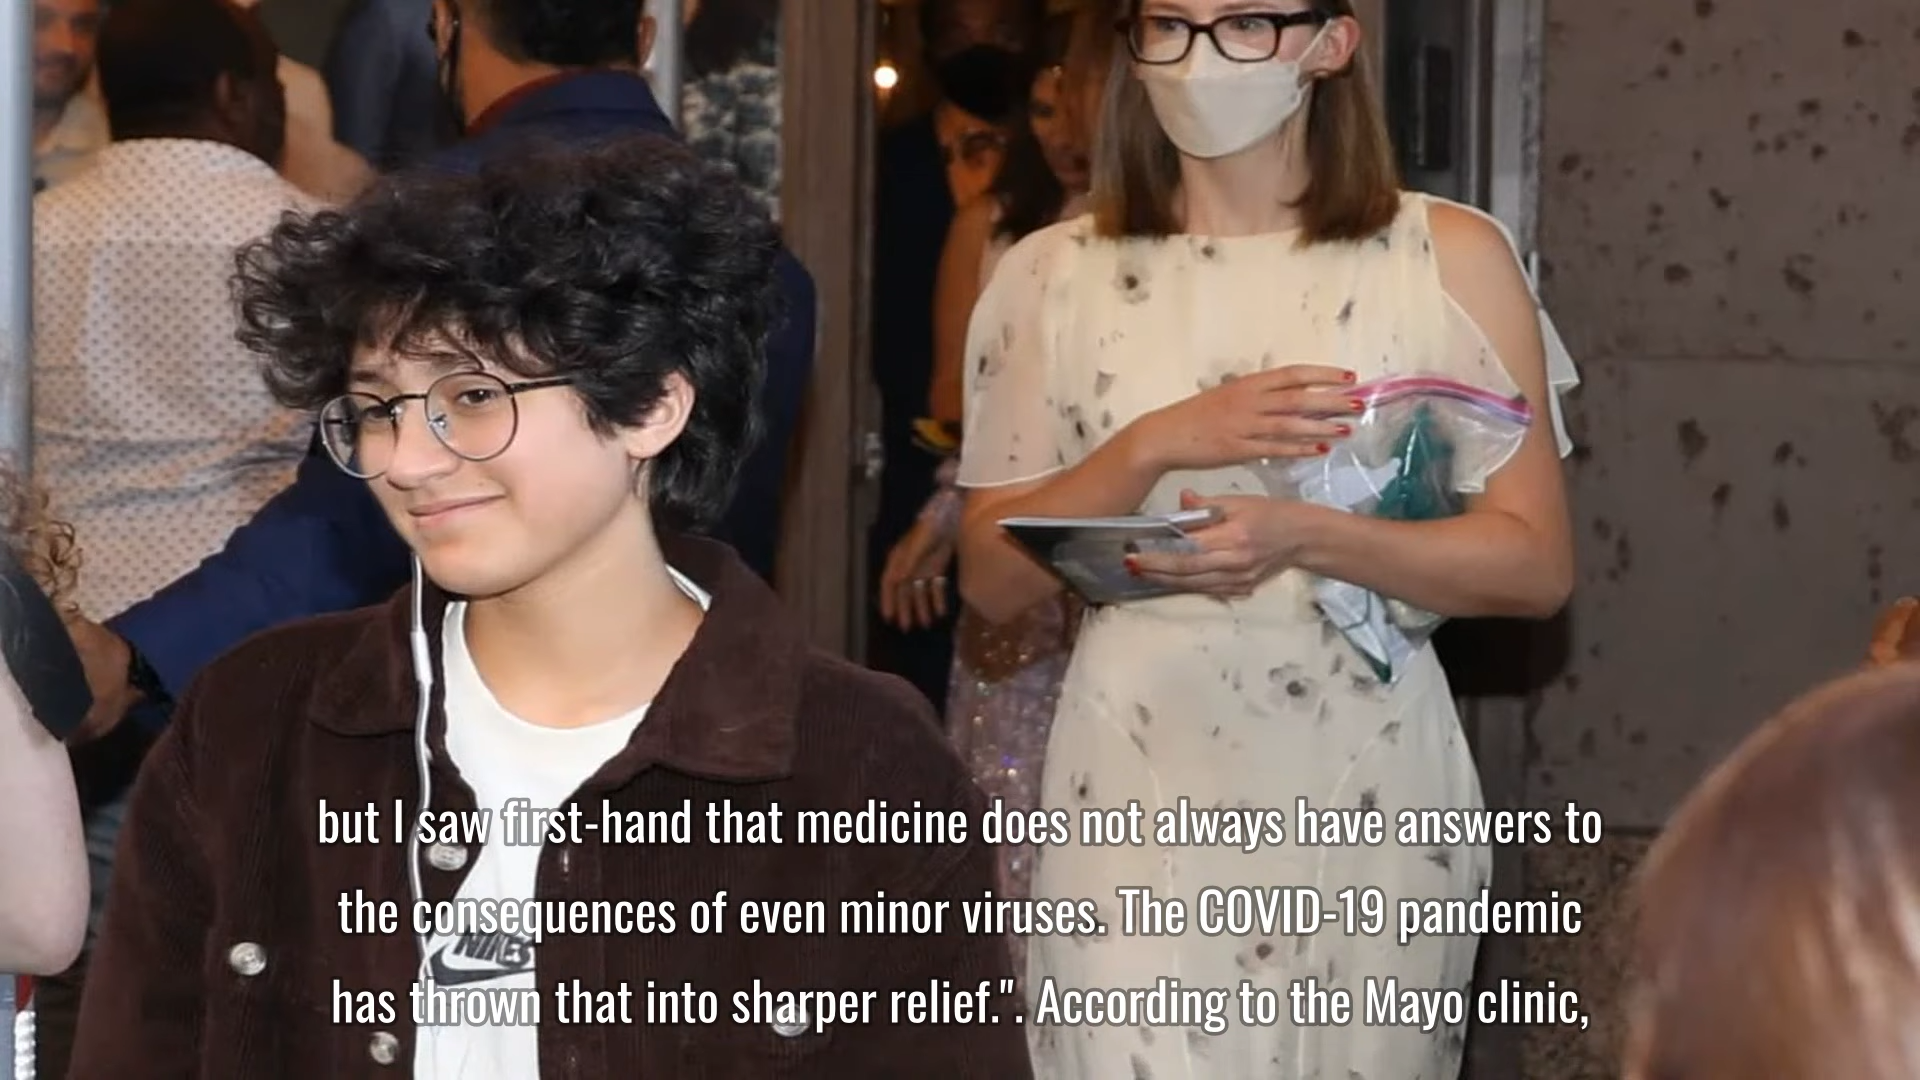 but I saw first-hand that medicine does not always have answers to
the consequences of even minor viruses. The COVID-19 pandemic
NIKE
has thrown that into sharper relief.". According to the Mayo clinic,